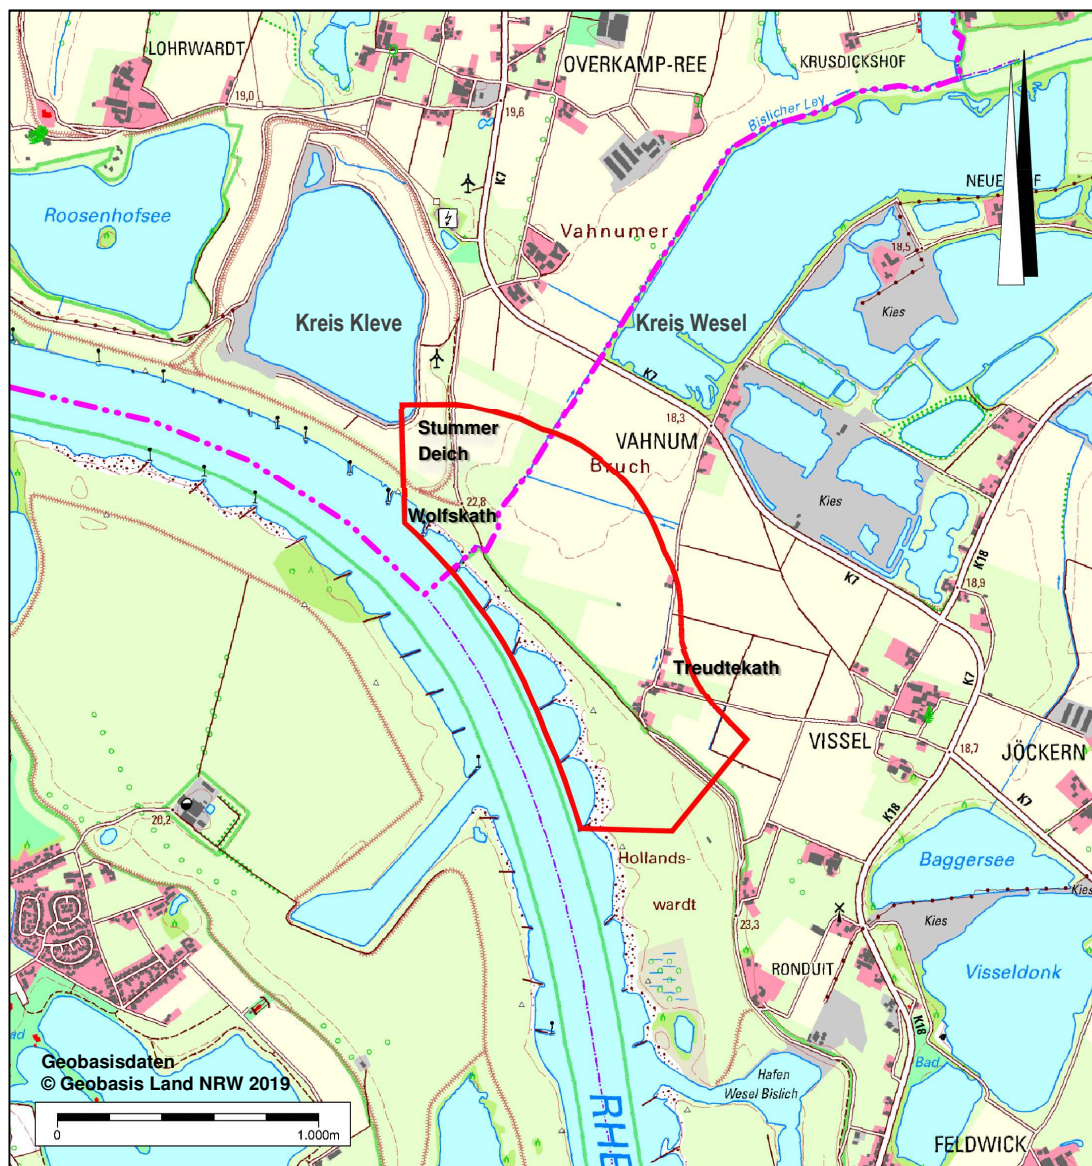 LOHRWARDT
OVERKAMP-REE
KRUSDICKSHOF
19,0
19,6
Bislicher Ley
K7
Roosenhofsee
NEUE HOF
Vahnumer
18,5
Kies
Kreis Kleve
Kreis Wesel
K7
K7
Stummer
Deich
18,3
VAHNUM
Bruch
Kies
22,8
Wolfskath
K7
K18
18,9
Treudtekath
K7
VISSEL
18,7
JÖCKERN
K18
K7
20,2
Baggersee
Hollands-
wardt
Kies
Kies
23,3
RONDUIT
Visseldonk
K18
Bad
ad
Geobasisdaten
© Geobasis Land NRW 2019
Hafen
Wesel Bislich
RHE
0
1.000m
FELDWICK